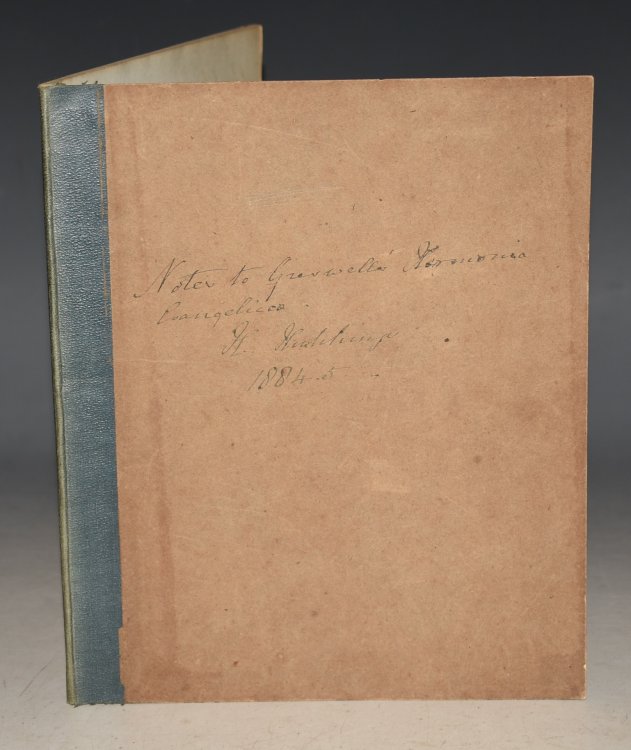 Notes to Greswell's Harmonia
Evangelica.
H.
1884-5